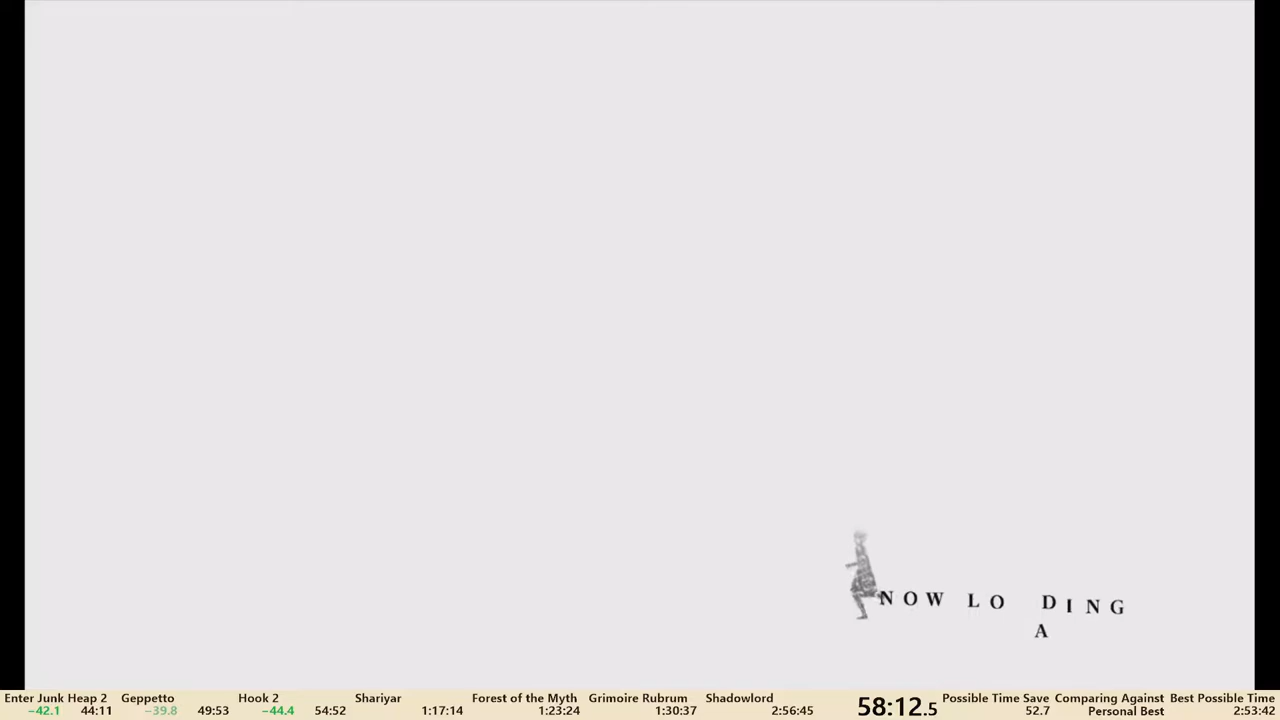 NOW LO DING
A
Enter Junk Heap 2 Geppetto Hook 2 Shariyar Forest of the Myth Grimoire Rubrum Shadowlord 58:12.5 Possible Time Save Comparing Against Best Possible Time
−42.1 44:11 −39.8 49:53 −44.4 54:52 1:17:14 1:23:24 1:30:37 2:56:45 52.7 Personal Best 2:53:42